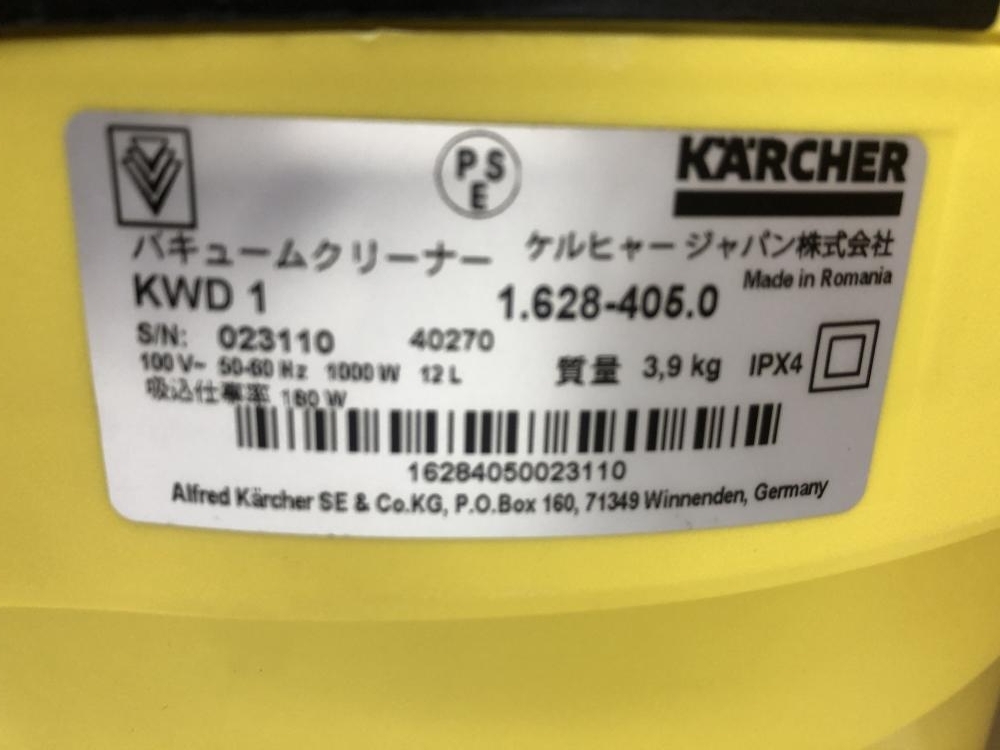 PSE
KÄRCHER
バキュームクリーナー ケルヒャー ジャパン株式会社
KWD 1 1.628-405.0 Made in Romania
S/N: 023110 40270
100 V~ 50-60 Hz 1000 W 12 L 質量 3,9 kg IPX4
吸込仕事率 180 W
16284050023110
Alfred Kärcher SE & Co.KG, P.O.Box 160, 71349 Winnenden, Germany